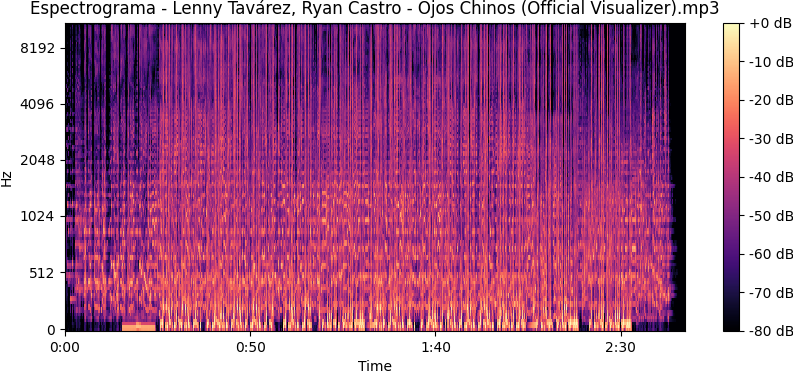 Espectrograma - Lenny Tavárez, Ryan Castro - Ojos Chinos (Official Visualizer).mp3
8192
4096
2048
1024
512
0
Hz
0:00
0:50
1:40
2:30
Time
+0 dB
-10 dB
-20 dB
-30 dB
-40 dB
-50 dB
-60 dB
-70 dB
-80 dB